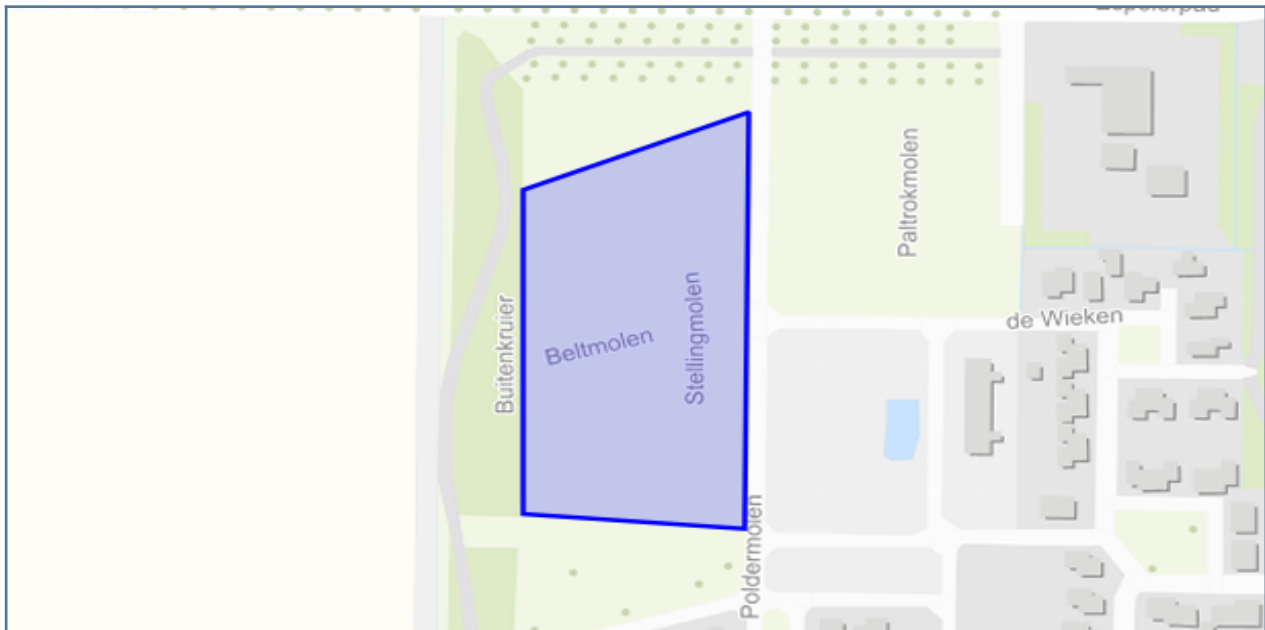 Paltrokmolen
de Wieken
Buitenkruier
Beltmolen
Stellingmolen
Poldermolen